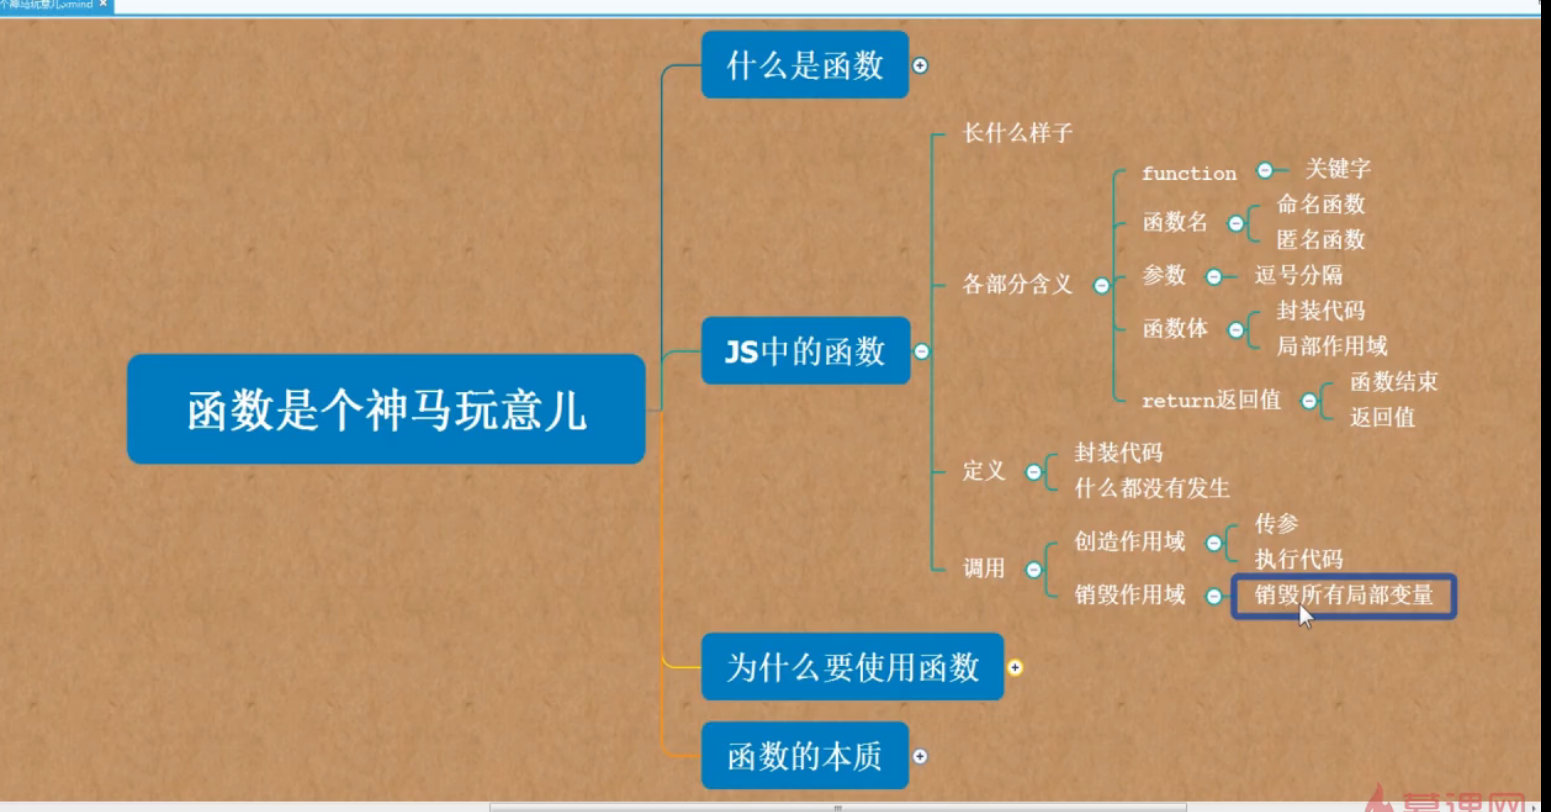 个神马玩意儿.xmind
什么是函数
长什么样子
function
关键字
函数名
命名函数
匿名函数
各部分含义
参数
逗号分隔
函数体
封装代码
局部作用域
JS中的函数
return返回值
函数结束
返回值
函数是个神马玩意儿
定义
封装代码
什么都没有发生
调用
创造作用域
传参
执行代码
销毁作用域
销毁所有局部变量
为什么要使用函数
函数的本质
慕课网